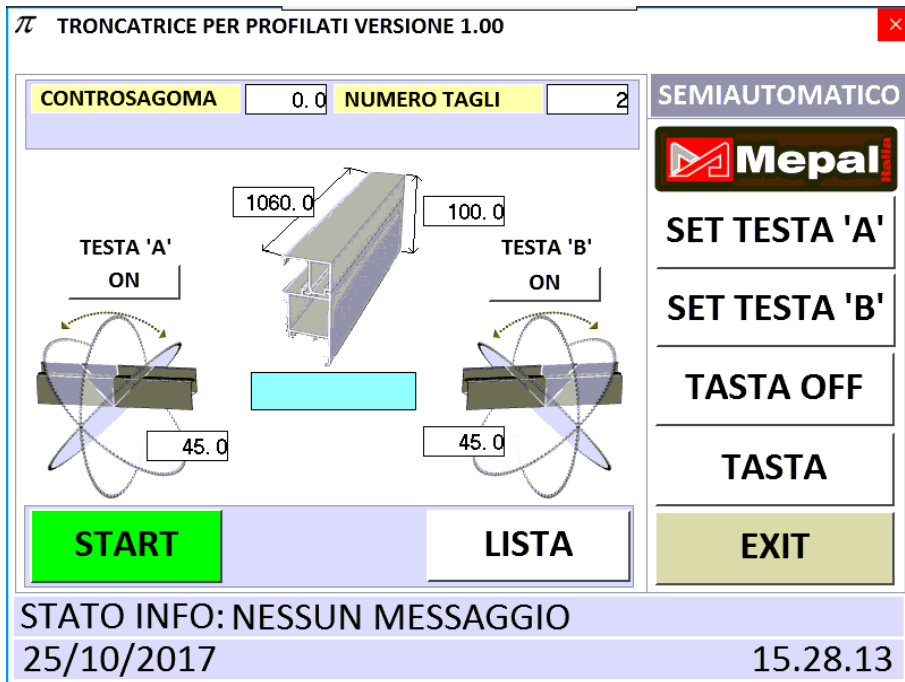 π TRONCATRICE PER PROFILATI VERSIONE 1.00
CONTROSAGOMA 0.0 NUMERO TAGLI 2
SEMIAUTOMATICO
Mepal Italia
1060.0
100.0
SET TESTA 'A'
TESTA 'A'
ON
TESTA 'B'
ON
SET TESTA 'B'
TASTA OFF
45.0
45.0
TASTA
START
LISTA
EXIT
STATO INFO: NESSUN MESSAGGIO
25/10/2017 15.28.13